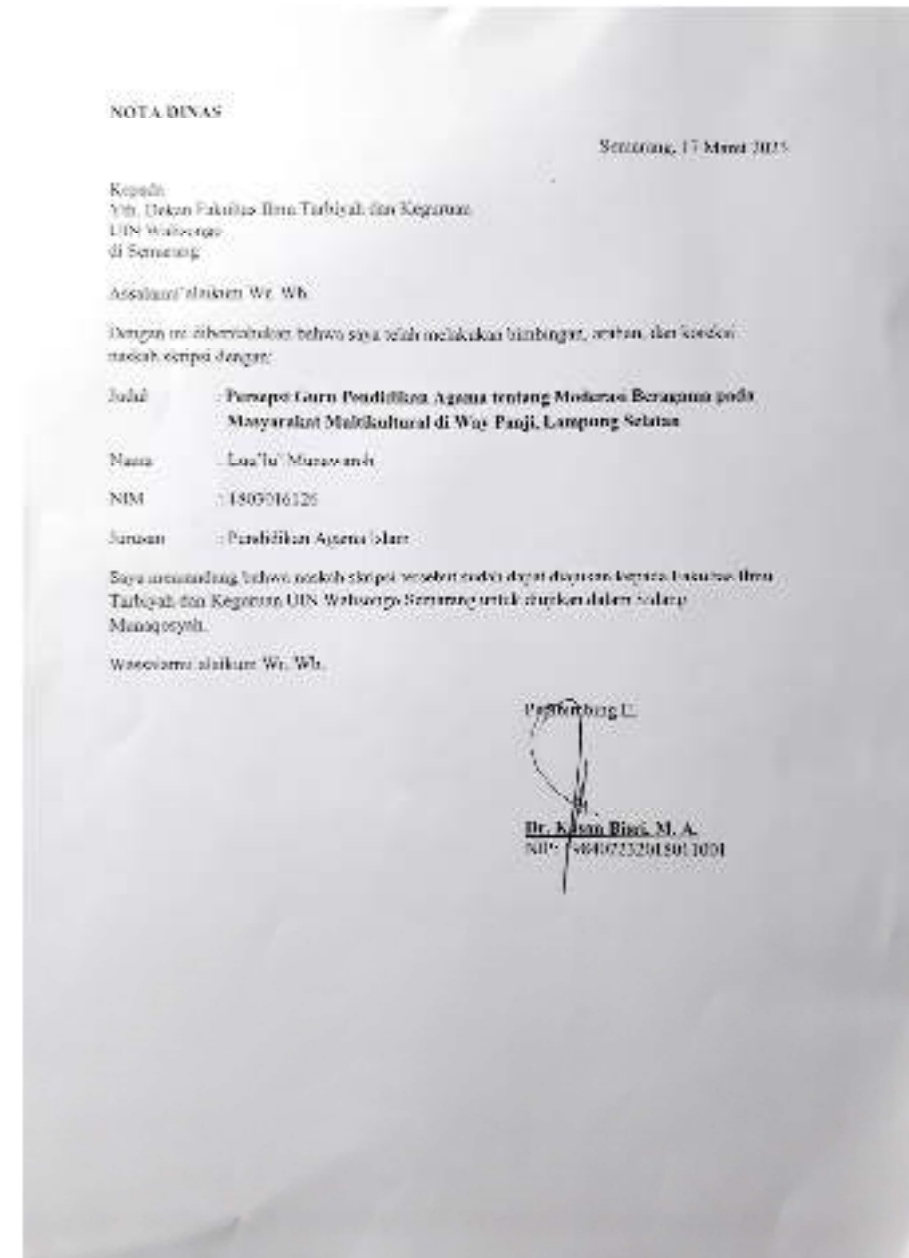 NOTA DINAS
Semarang, 17 Maret
Kepada
Yth. Dekan Fakultas Ilmu Tarbiyah dan Keguruan
UIN Walisongo
di Semarang
Assalamu'alaikum Wr. Wb.
Dengan ini diberitahukan bahwa saya telah melakukan bimbingan, arahan, dan koreksi
naskah skripsi dengan:
Judul : Persepsi Guru Pendidikan Agama tentang Moderasi Beragama pada
Masyarakat Multikultural di Way Panji, Lampung Selatan
Nama :
NIM : 1803016126
Jurusan : Pendidikan Agama Islam
Saya memandang bahwa naskah skripsi tersebut sudah dapat diajukan kepada Fakultas Ilmu
Tarbiyah dan Keguruan UIN Walisongo Semarang untuk diujikan dalam Sidang
Munaqosyah.
Wassalamu'alaikum Wr. Wb.
Pembimbing
Dr. Kasan Bisri, M. A.
NIP: